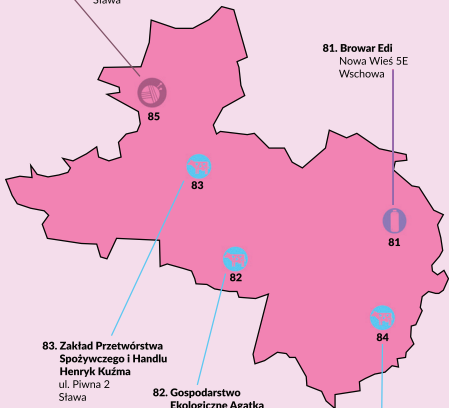 Sława
81. Browar Edi
Nowa Wieś 5E
Wschowa
85
83
81
82
84
83. Zakład Przetwórstwa
Spożywczego i Handlu
Henryk Kuźma
ul. Piwna 2
Sława
82. Gospodarstwo
Ekologiczne Agatka